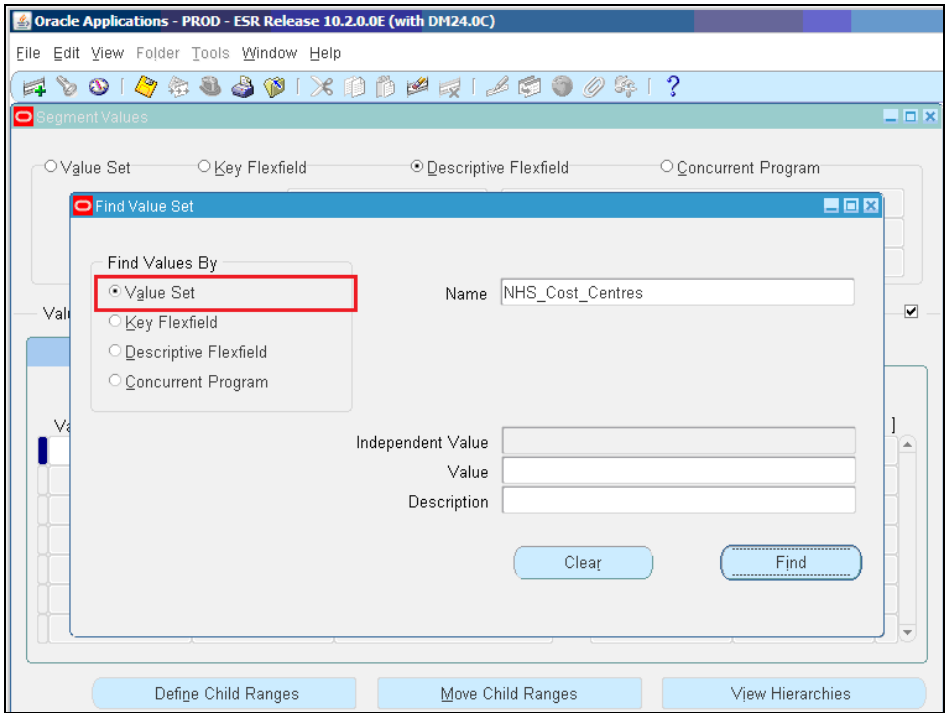 Oracle Applications - PROD - ESR Release 10.2.0.0E (with DM24.0C)
File Edit View Folder Tools Window Help
Segment Values
Value Set Key Flexfield Descriptive Flexfield Concurrent Program
Find Value Set
Find Values By
Value Set
Name NHS_Cost_Centres
Key Flexfield
Descriptive Flexfield
Concurrent Program
Independent Value
Value
Description
Clear Find
Define Child Ranges Move Child Ranges View Hierarchies